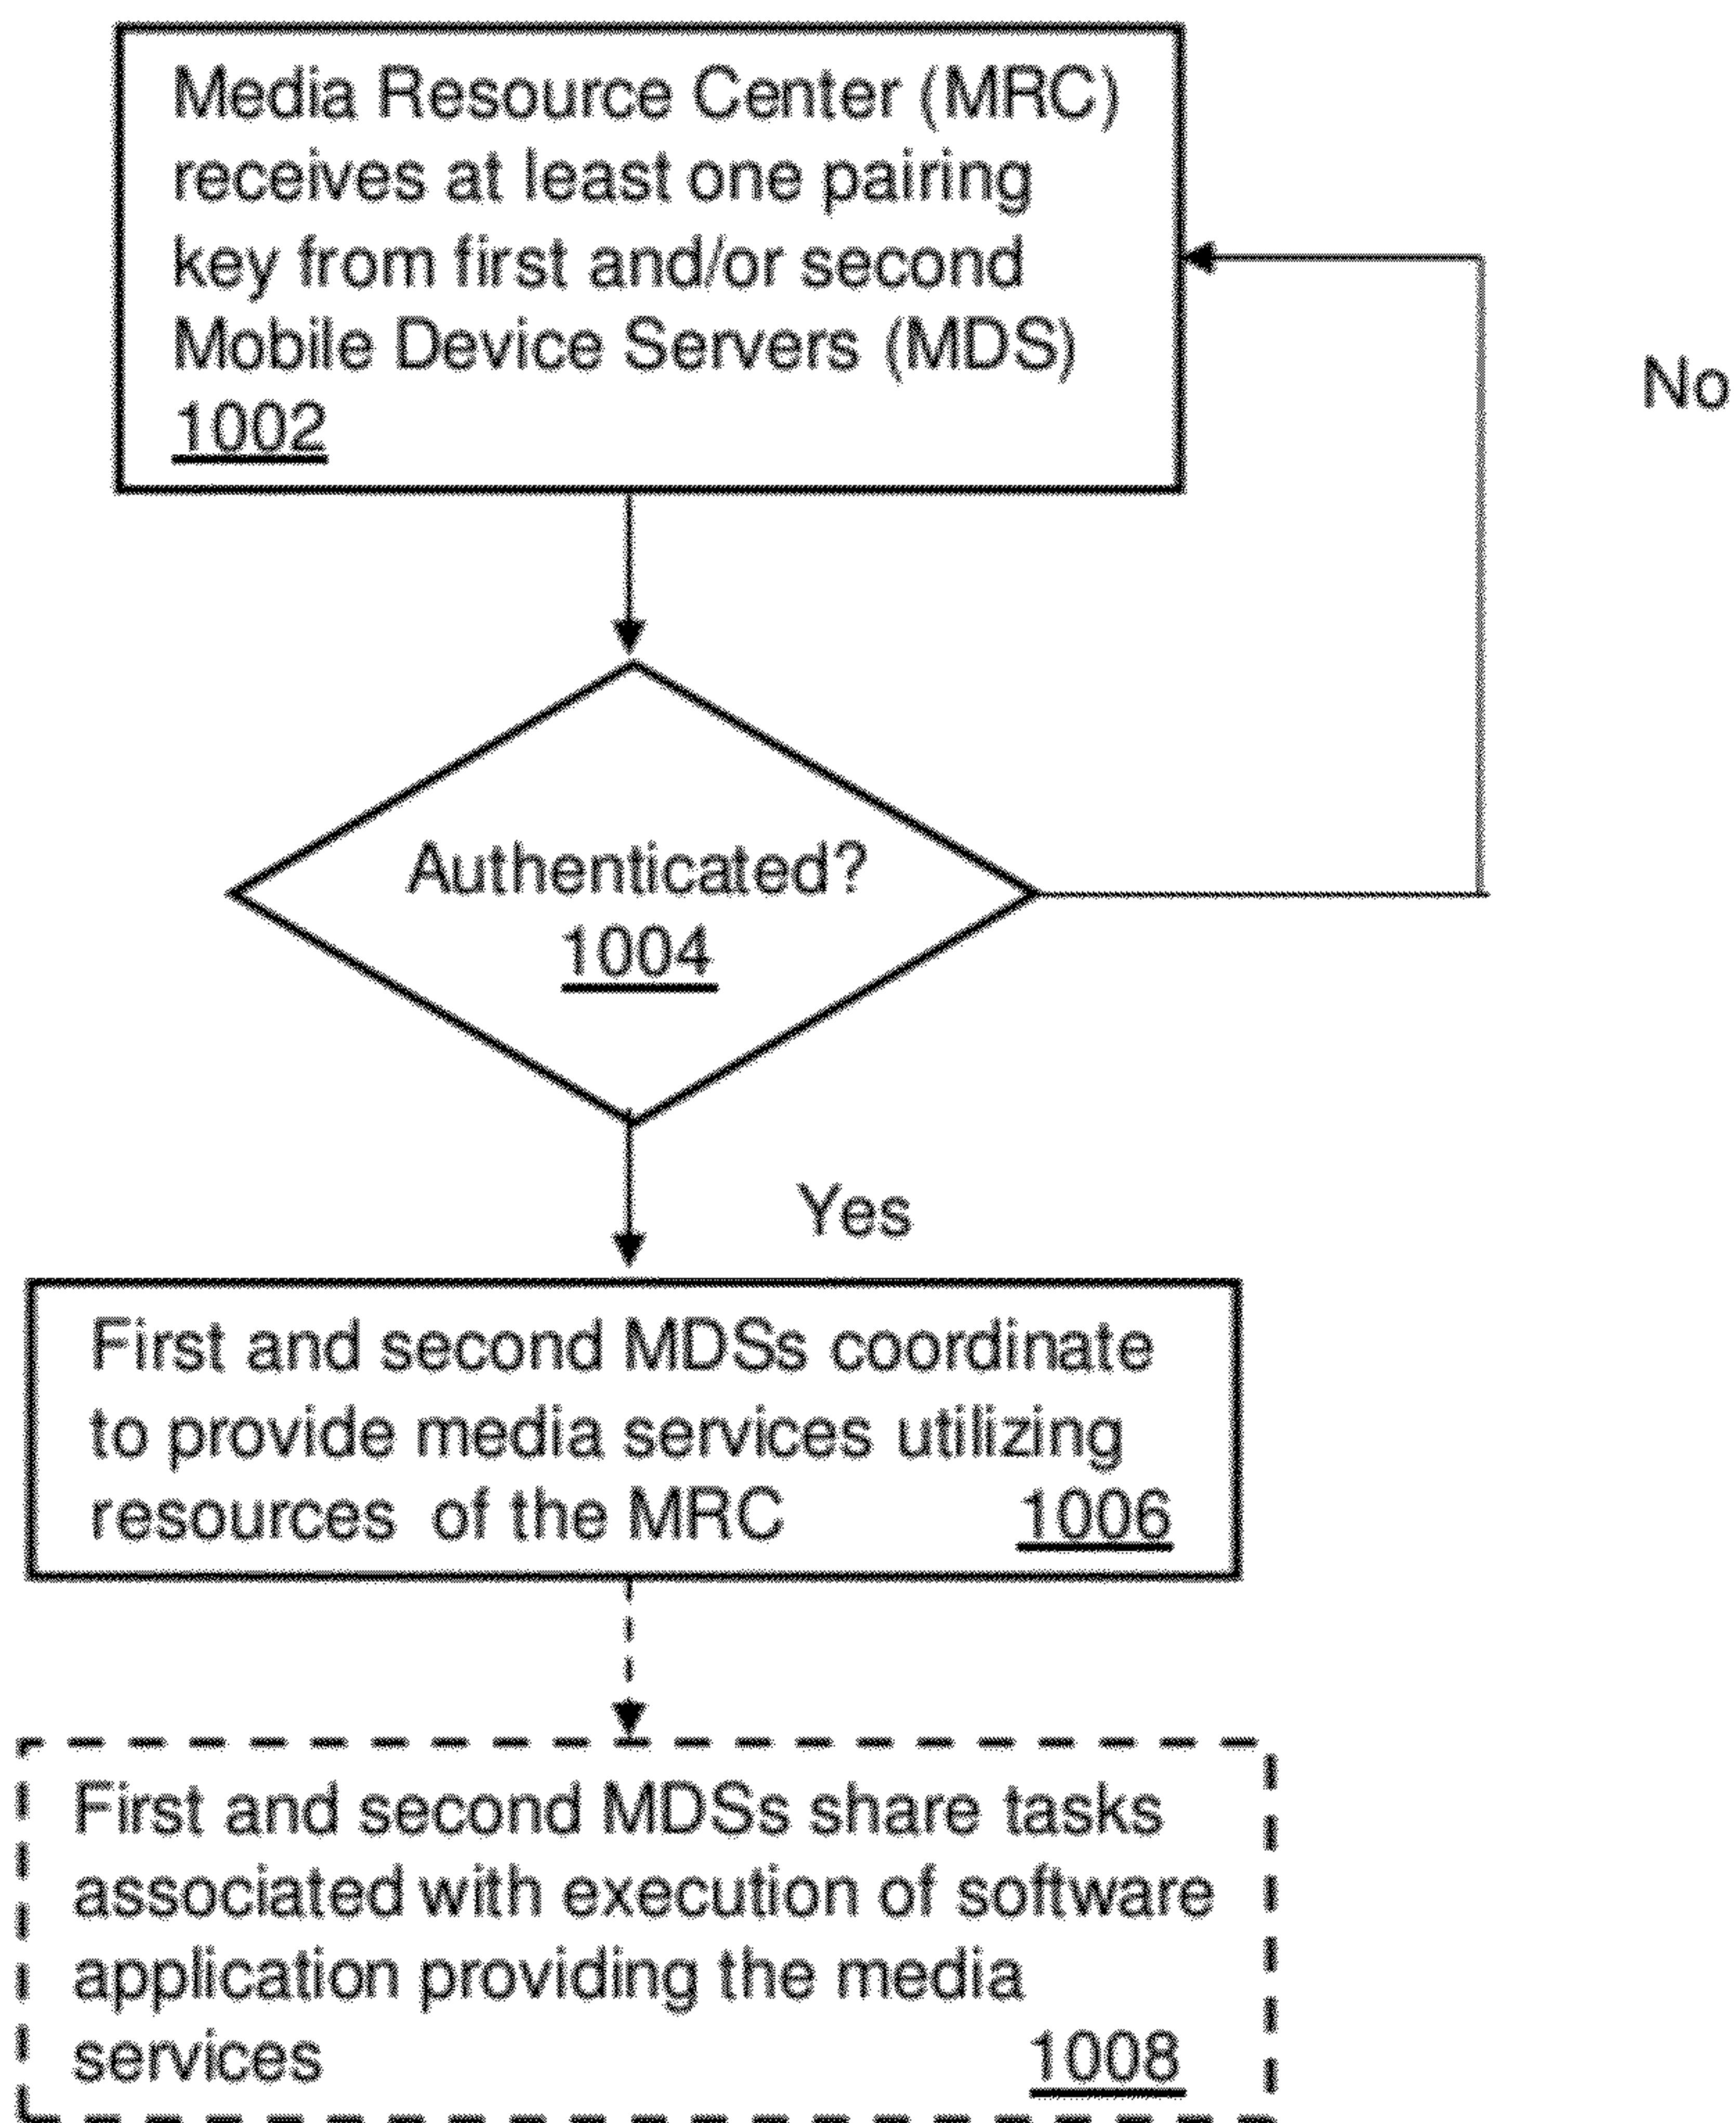 Media Resource Center (MRC)
receives at least one pairing
key from first and/or second
Mobile Device Servers (MDS)
1002
No
Authenticated?
1004
Yes
First and second MDSs coordinate
to provide media services utilizing
resources of the MRC 1006
First and second MDSs share tasks
associated with execution of software
application providing the media
services 1008